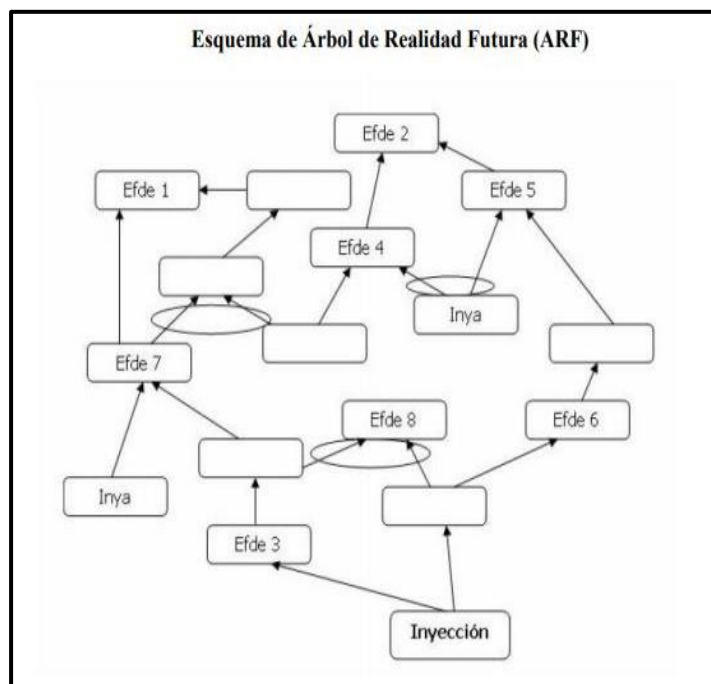 Esquema de Árbol de Realidad Futura (ARF)
Efde 2
Efde 1
Efde 5
Efde 4
Inya
Efde 7
Efde 8
Efde 6
Inya
Efde 3
Inyección